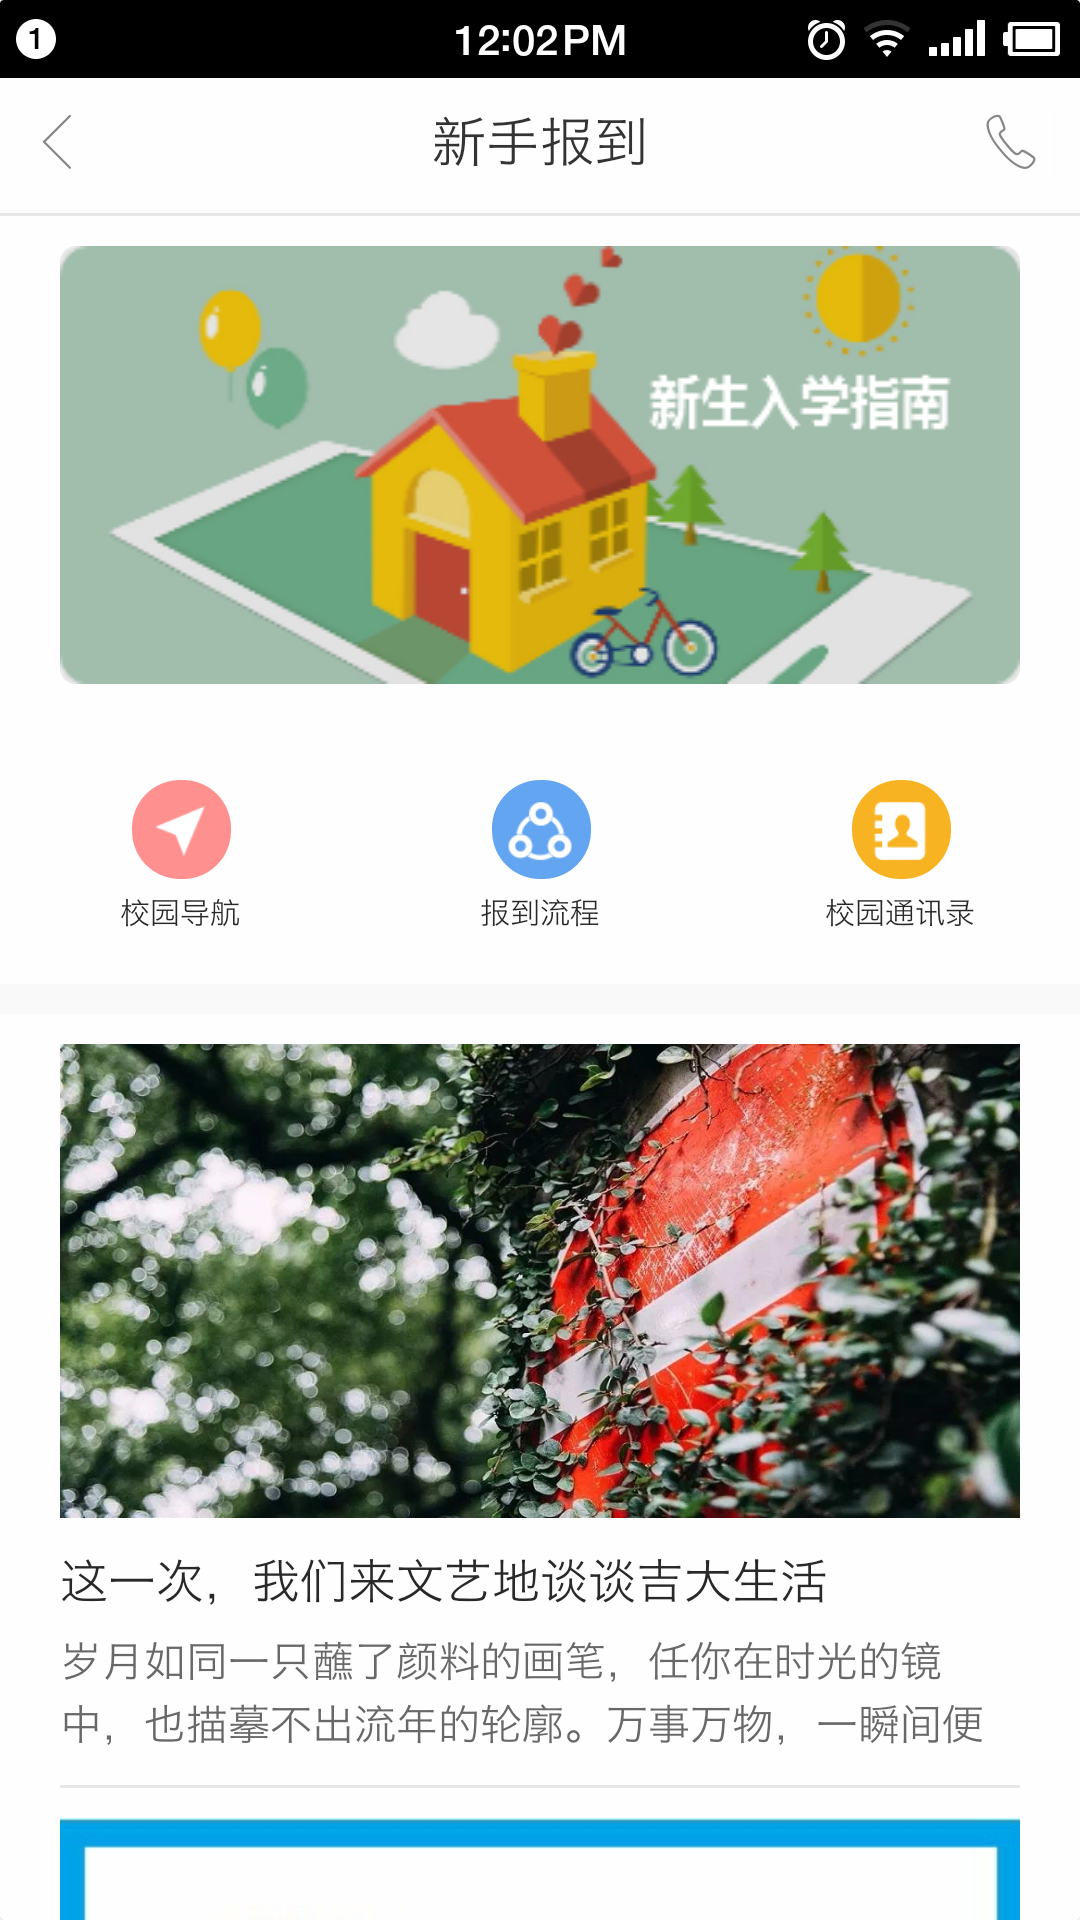 1
12:02PM
新手报到
新生入学指南
校园导航
报到流程
校园通讯录
这一次，我们来文艺地谈谈吉大生活
岁月如同一只蘸了颜料的画笔，任你在时光的镜
中，也描摹不出流年的轮廓。万事万物，一瞬间便